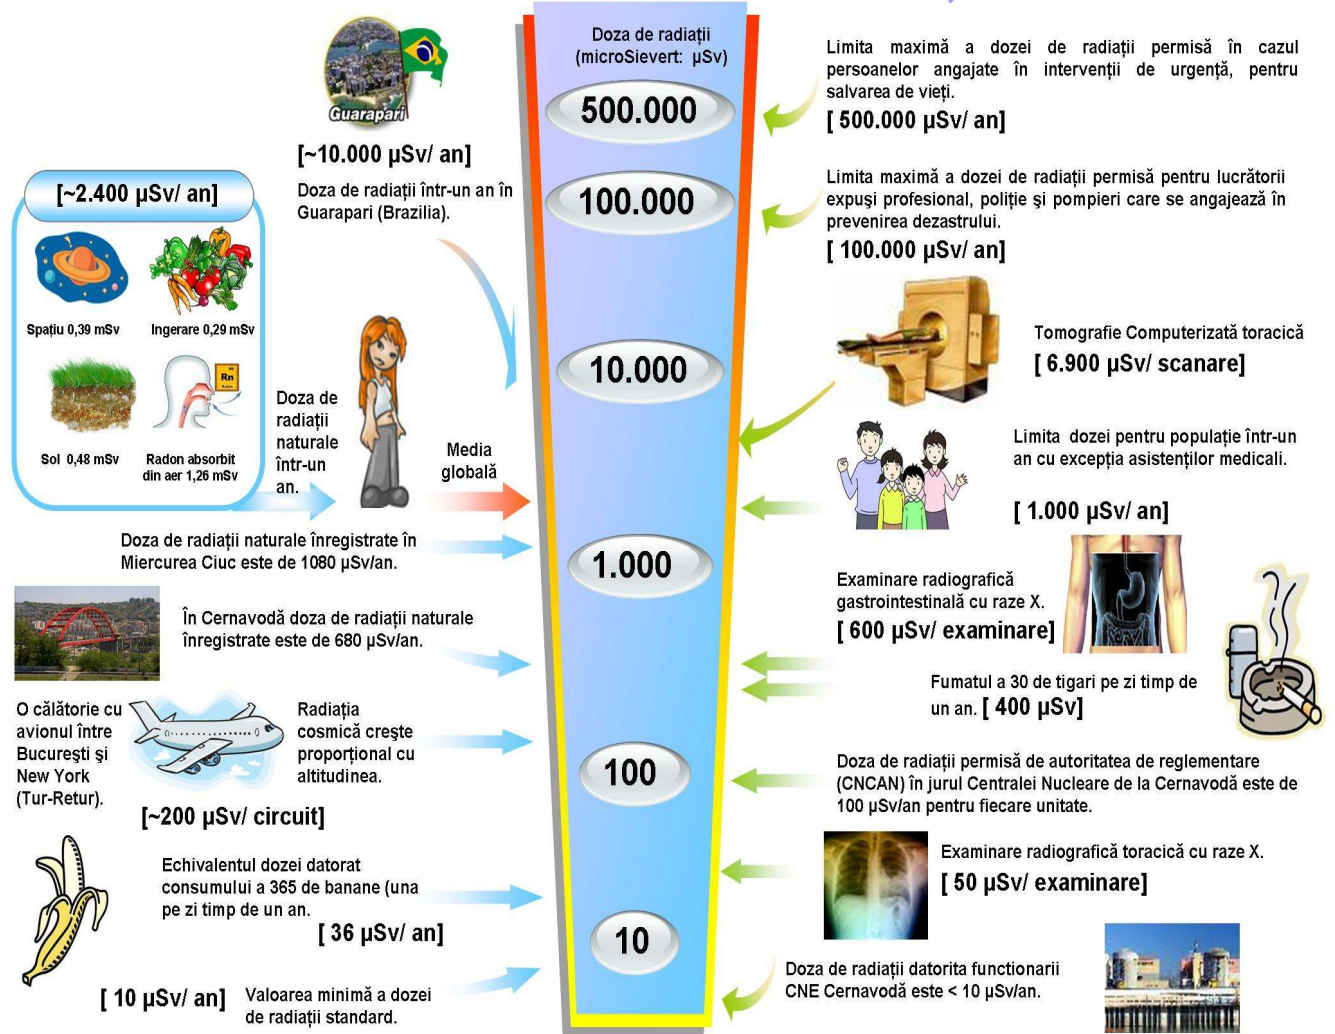 Doza de radiații
(microSievert: µSv)
500.000
100.000
10.000
1.000
100
10
Guarapari
[~10.000 µSv/ an]
Doza de radiații într-un an în
Guarapari (Brazilia).
[~2.400 µSv/ an]
Spațiu 0,39 mSv
Ingerare 0,29 mSv
Rn
Sol 0,48 mSv
Radon absorbit
din aer 1,26 mSv
Doza de
radiații
naturale
într-un
an.
Media
globală
Doza de radiații naturale înregistrate în
Miercurea Ciuc este de 1080 µSv/an.
În Cernavodă doza de radiații naturale
înregistrate este de 680 µSv/an.
O călătorie cu
avionul între
Bucureşti şi
New York
(Tur-Retur).
Radiația
cosmică creşte
proporțional cu
altitudinea.
[~200 µSv/ circuit]
Echivalentul dozei datorat
consumului a 365 de banane (una
pe zi timp de un an.
[ 36 µSv/ an]
[ 10 µSv/ an]
Valoarea minimă a dozei
de radiații standard.
Limita maximă a dozei de radiații permisă în cazul
persoanelor angajate în intervenții de urgență, pentru
salvarea de vieți.
[ 500.000 µSv/ an]
Limita maximă a dozei de radiații permisă pentru lucrătorii
expuşi profesional, poliție şi pompieri care se angajează în
prevenirea dezastrului.
[ 100.000 µSv/ an]
Tomografie Computerizată toracică
[ 6.900 µSv/ scanare]
Limita dozei pentru populație într-un
an cu excepția asistenților medicali.
[ 1.000 µSv/ an]
Examinare radiografică
gastrointestinală cu raze X.
[ 600 µSv/ examinare]
Fumatul a 30 de tigari pe zi timp de
un an. [ 400 µSv]
Doza de radiații permisă de autoritatea de reglementare
(CNCAN) în jurul Centralei Nucleare de la Cernavodă este de
100 µSv/an pentru fiecare unitate.
Examinare radiografică toracică cu raze X.
[ 50 µSv/ examinare]
Doza de radiații datorita functionarii
CNE Cernavodă este < 10 µSv/an.